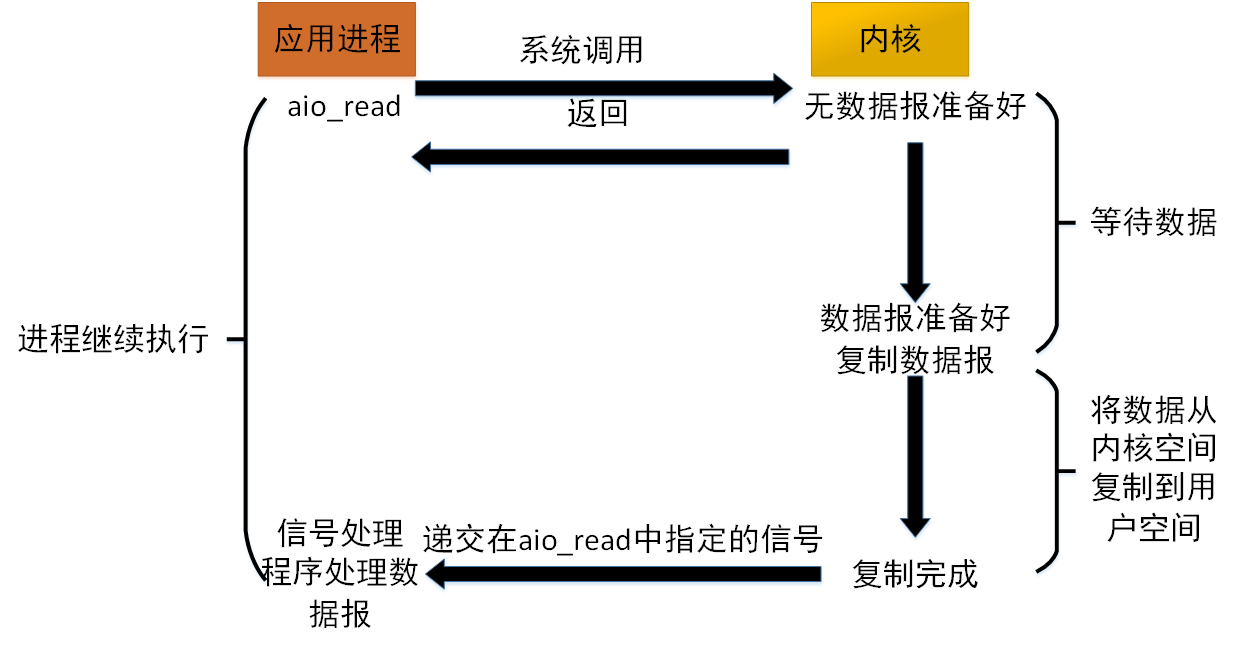 应用进程
系统调用
内核
aio_read
返回
无数据报准备好
等待数据
数据报准备好
复制数据报
进程继续执行
将数据从
内核空间
复制到用
户空间
信号处理
程序处理数
据报
递交在aio_read中指定的信号
复制完成